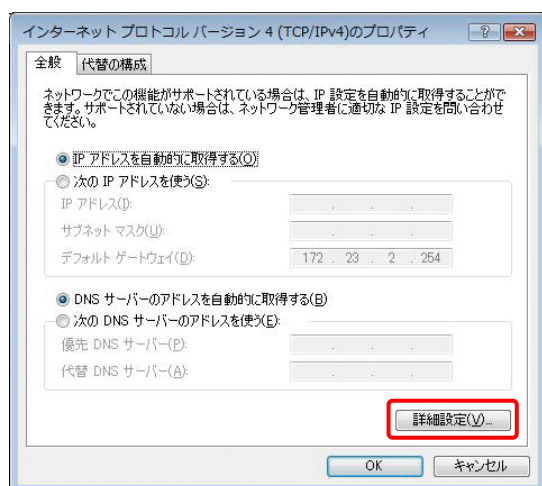 インターネット プロトコル バージョン 4 (TCP/IPv4)のプロパティ
全般 代替の構成
ネットワークでこの機能がサポートされている場合は、IP 設定を自動的に取得することがで
きます。サポートされていない場合は、ネットワーク管理者に適切な IP 設定を問い合わせ
てください。
IP アドレスを自動的に取得する(O)
次の IP アドレスを使う(S):
IP アドレス(I):
サブネット マスク(U):
デフォルト ゲートウェイ(D): 172 . 23 . 2 . 254
DNS サーバーのアドレスを自動的に取得する(B)
次の DNS サーバーのアドレスを使う(E):
優先 DNS サーバー(P):
代替 DNS サーバー(A):
詳細設定(V)...
OK キャンセル